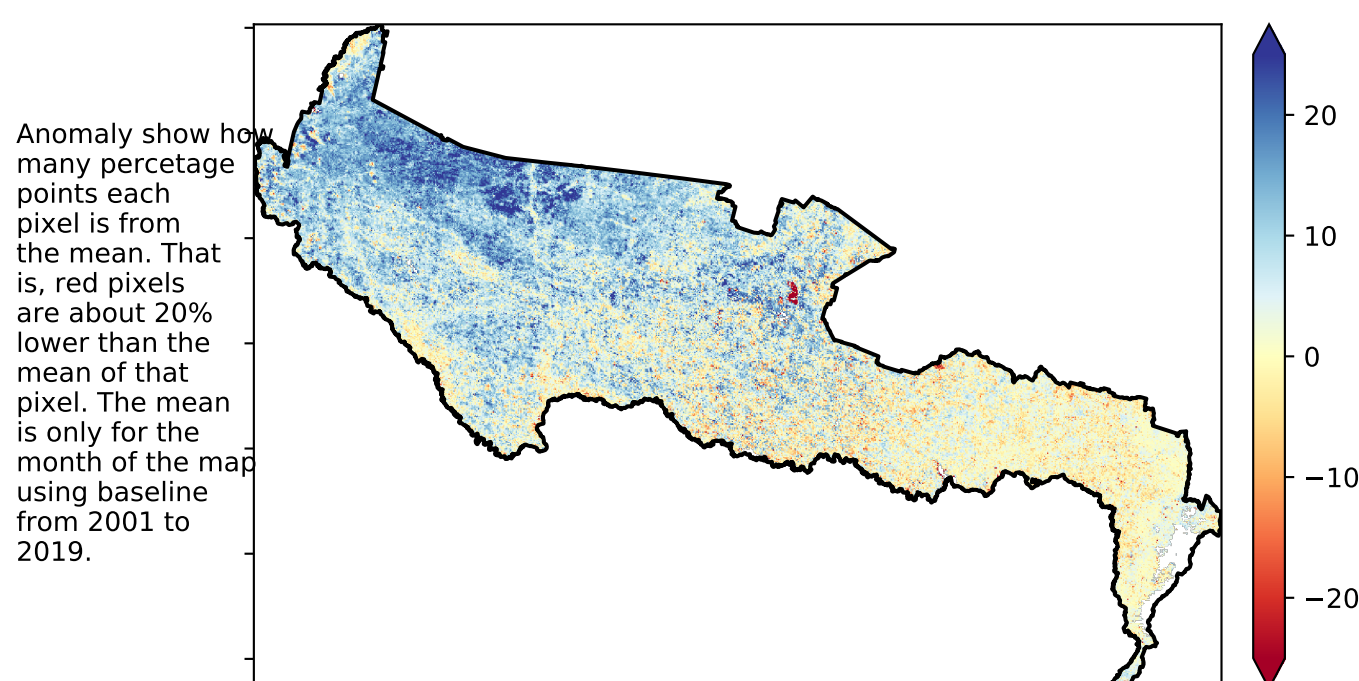 Anomaly show how
many percetage
points each
pixel is from
the mean. That
is, red pixels
are about 20%
lower than the
mean of that
pixel. The mean
is only for the
month of the map
using baseline
from 2001 to
2019.
20
10
0
−10
−20